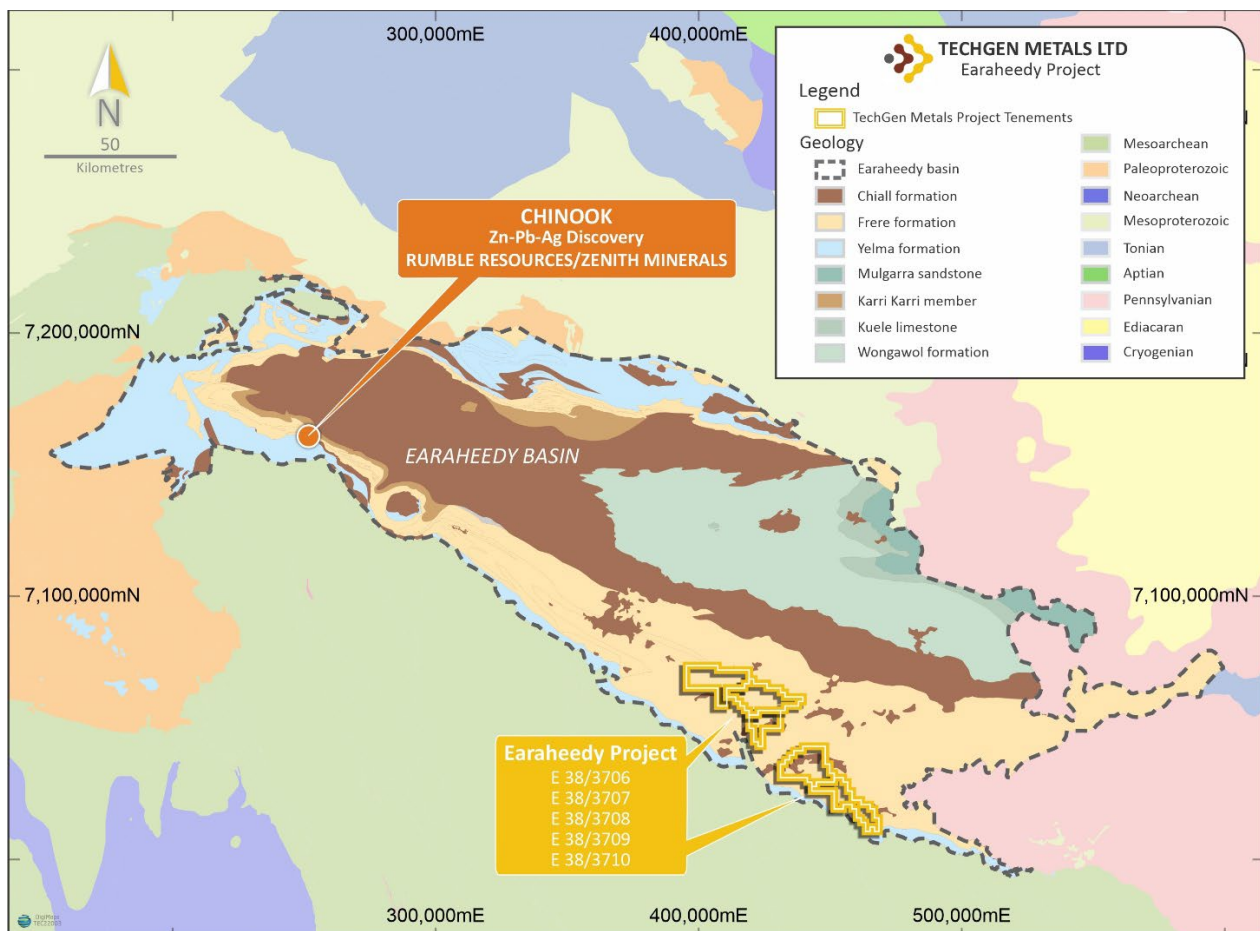 300,000mE
400,000mE
N
50
Kilometres
TECHGEN METALS LTD
Earaheedy Project
Legend
TechGen Metals Project Tenements
Geology
Earaheedy basin
Chiall formation
Frere formation
Yelma formation
Mulgarra sandstone
Karri Karri member
Kuele limestone
Wongawol formation
Mesoarchean
Paleoproterozoic
Neoarchean
Mesoproterozoic
Tonian
Aptian
Pennsylvanian
Ediacaran
Cryogenian
CHINOOK
Zn-Pb-Ag Discovery
RUMBLE RESOURCES/ZENITH MINERALS
7,200,000mN
EARAHEEDY BASIN
7,100,000mN
7,100,000mN
Earaheedy Project
E 38/3706
E 38/3707
E 38/3708
E 38/3709
E 38/3710
300,000mE
400,000mE
500,000mE